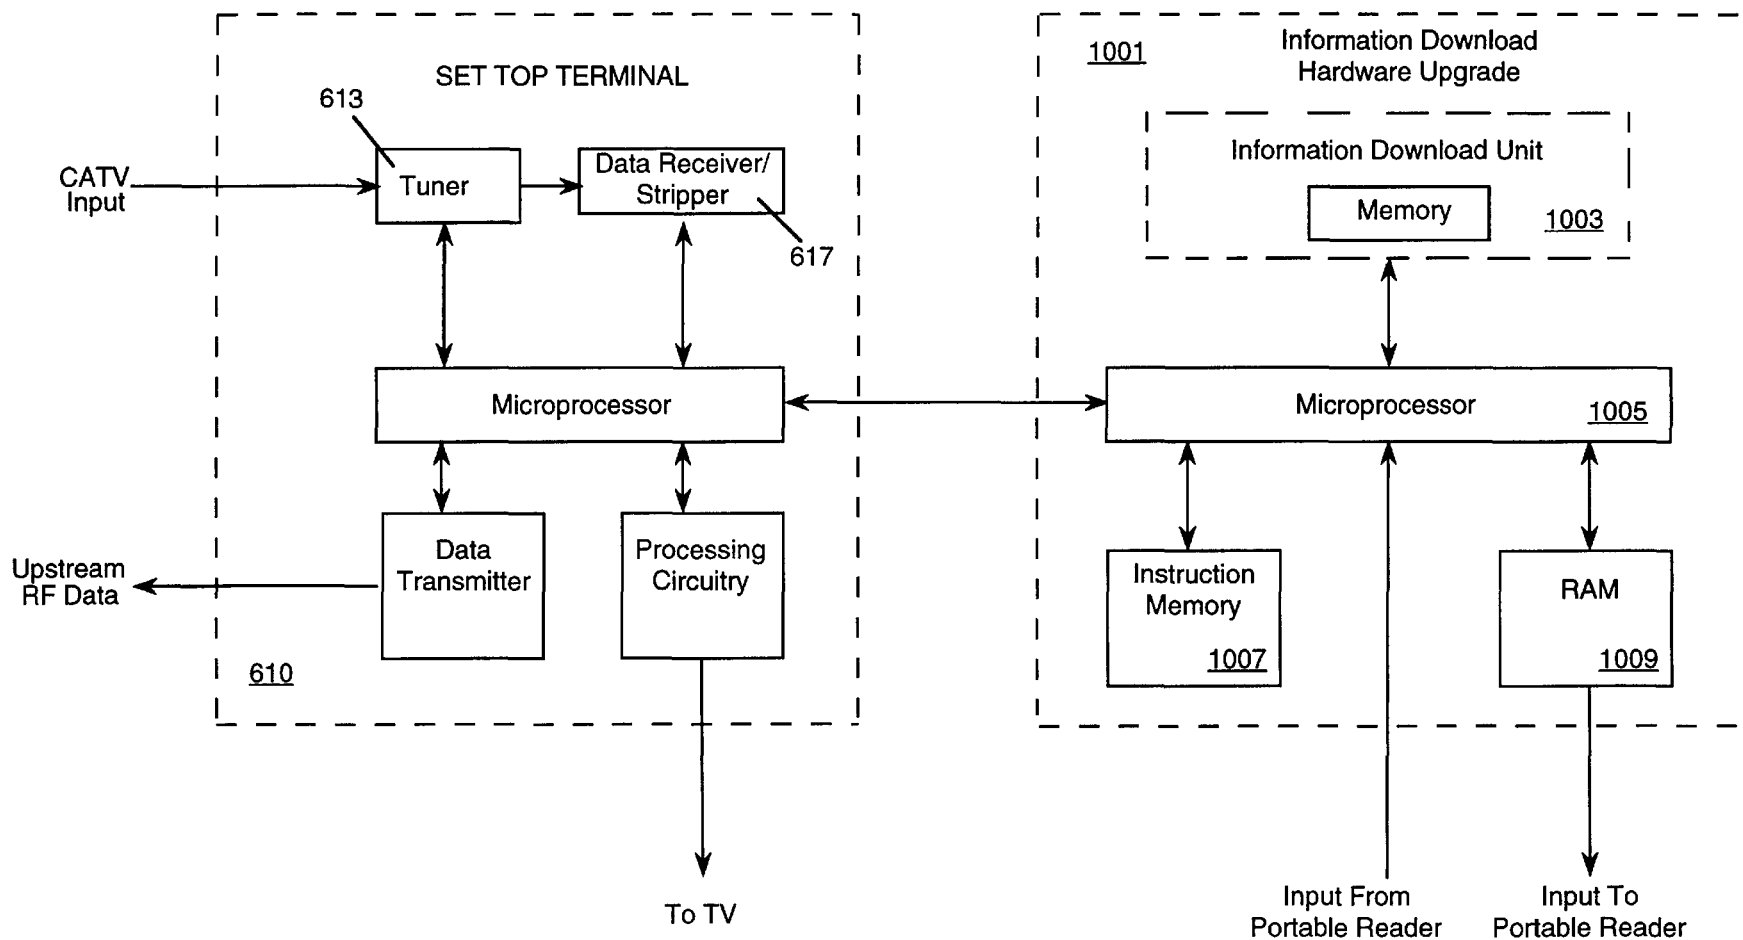 SET TOP TERMINAL
613
CATV
Input
Tuner
Data Receiver/
Stripper
617
Microprocessor
Data
Transmitter
Processing
Circuitry
Upstream
RF Data
610
To TV
1001
Information Download
Hardware Upgrade
Information Download Unit
Memory
1003
Microprocessor
1005
Instruction
Memory
1007
RAM
1009
Input From
Portable Reader
Input To
Portable Reader